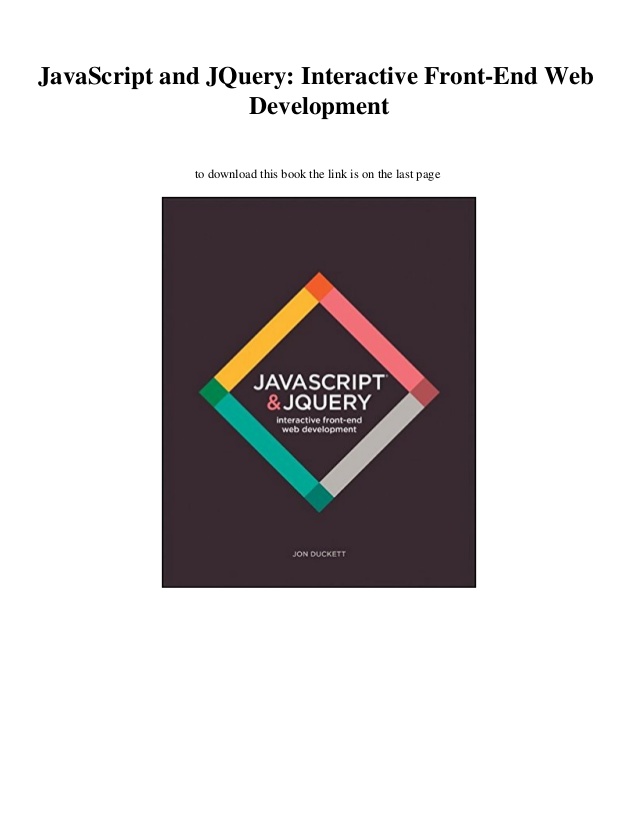 JavaScript and JQuery: Interactive Front-End Web
Development
to download this book the link is on the last page
JAVASCRIPT
& JQUERY
interactive front-end
web development
JON DUCKETT